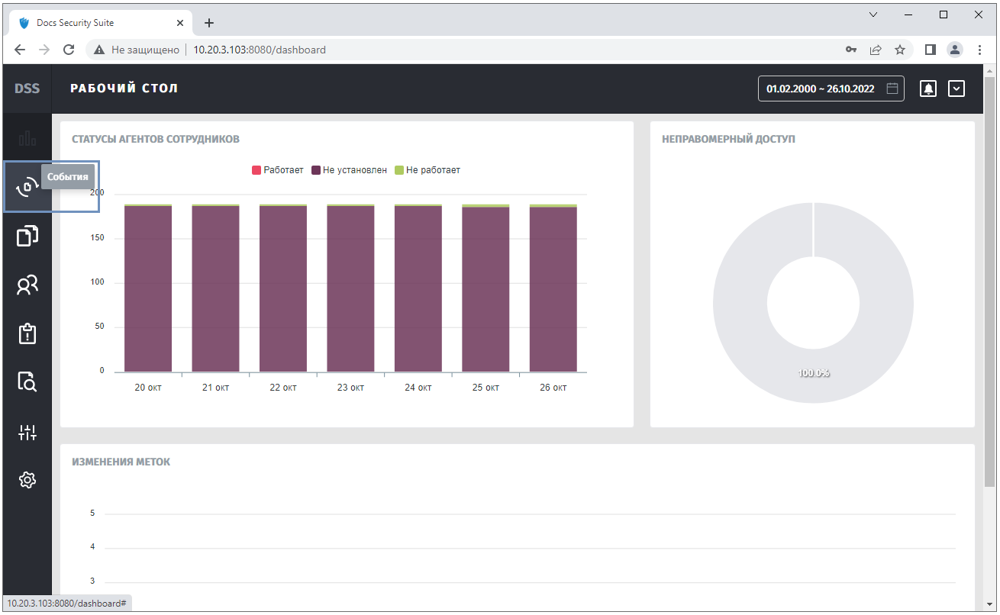 Docs Security Suite
Не защищено 10.20.3.103:8080/dashboard
DSS РАБОЧИЙ СТОЛ 01.02.2000 ~ 26.10.2022
События
СТАТУСЫ АГЕНТОВ СОТРУДНИКОВ
Работает Не установлен Не работает
200
150
100
50
0
20 окт 21 окт 22 окт 23 окт 24 окт 25 окт 26 окт
НЕПРАВОМЕРНЫЙ ДОСТУП
100.0%
ИЗМЕНЕНИЯ МЕТОК
5
4
3
10.20.3.103:8080/dashboard#